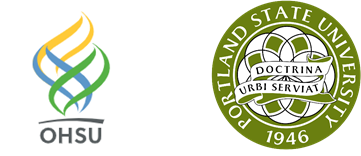 OHSU
PORTLAND STATE UNIVERSITY
DOCTRINA
URBI SERVIAT
1946